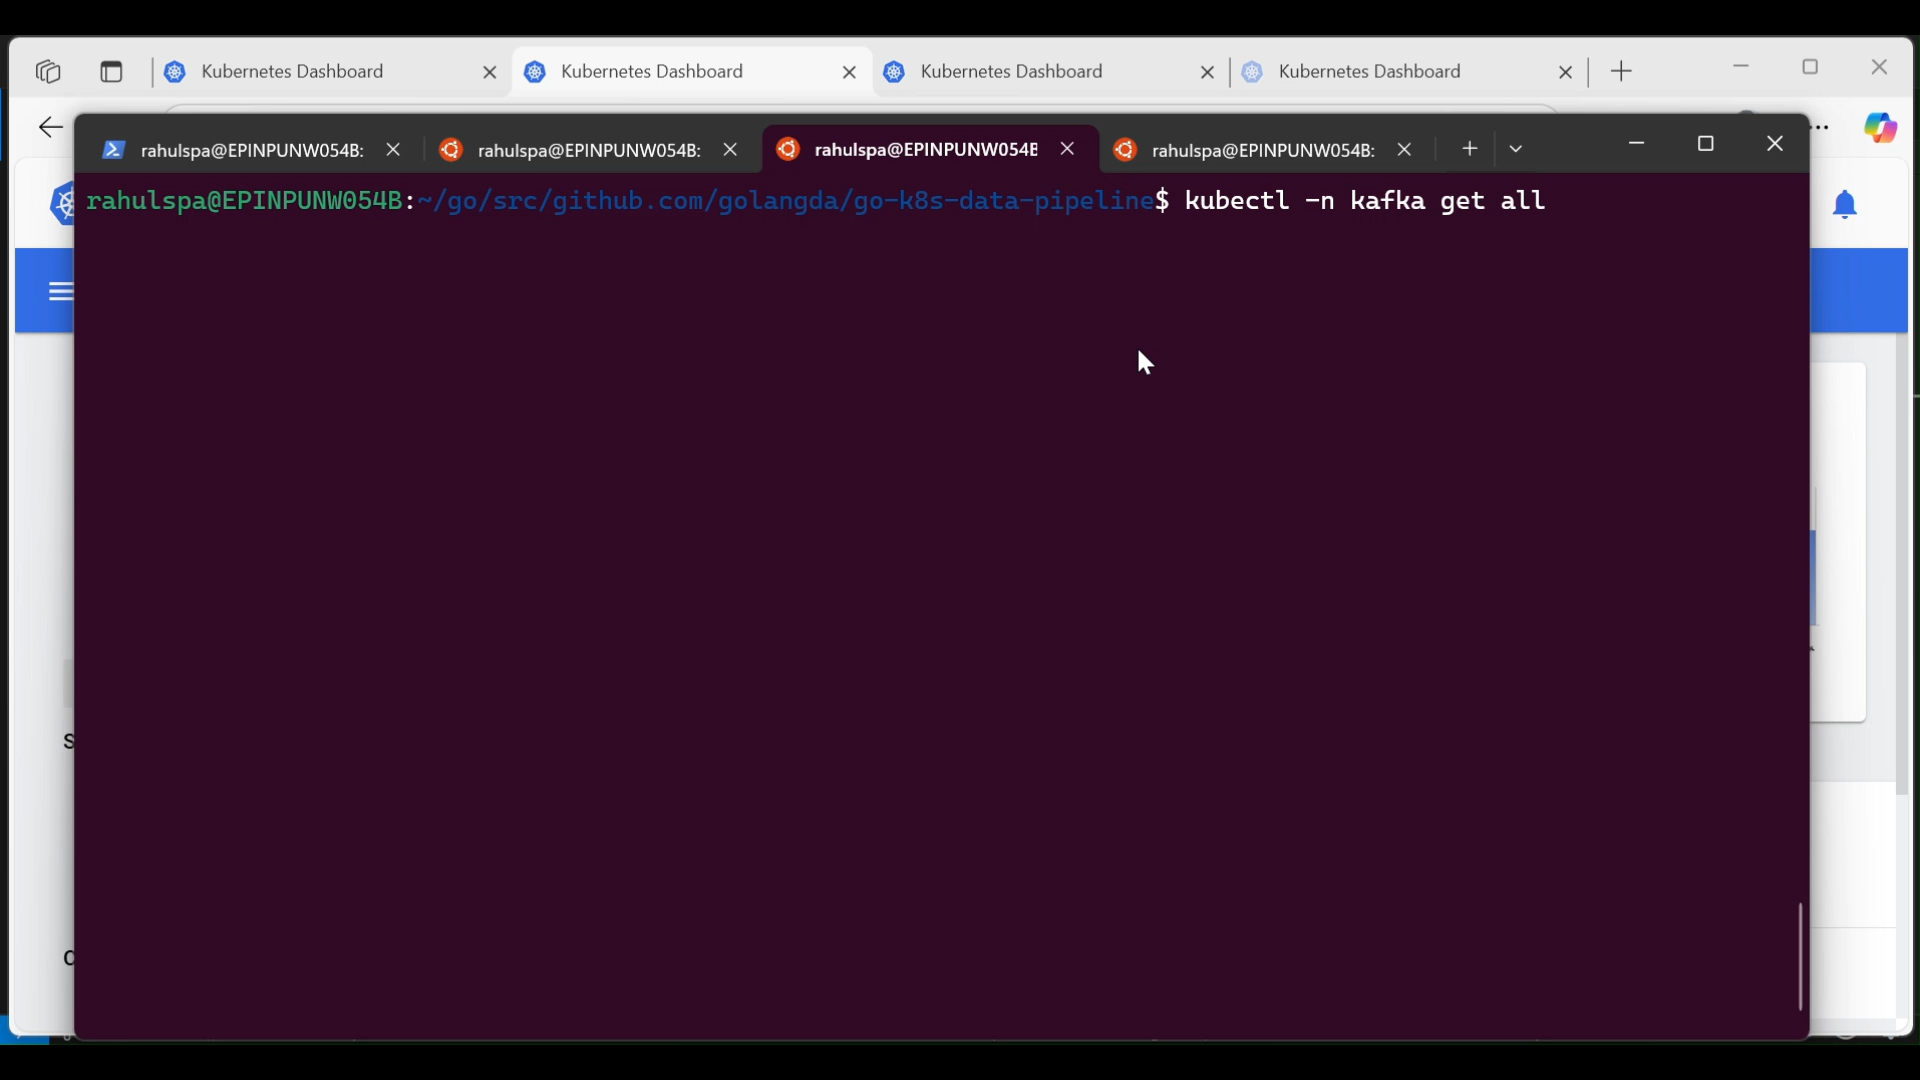 Kubernetes Dashboard
Kubernetes Dashboard
Kubernetes Dashboard
Kubernetes Dashboard
rahulspa@EPINPUNW054B:
rahulspa@EPINPUNW054B:
rahulspa@EPINPUNW054B
rahulspa@EPINPUNW054B:
rahulspa@EPINPUNW054B:~/go/src/github.com/golangda/go-k8s-data-pipeline$ kubectl -n kafka get all